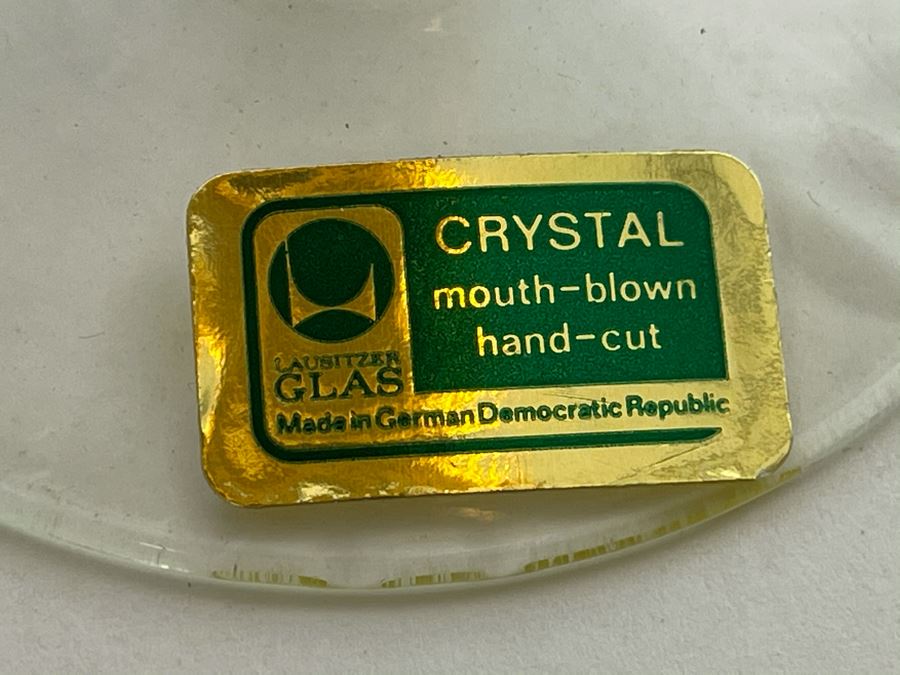 CRYSTAL
mouth-blown
hand-cut
LAUSITZER
GLAS
Made in German Democratic Republic